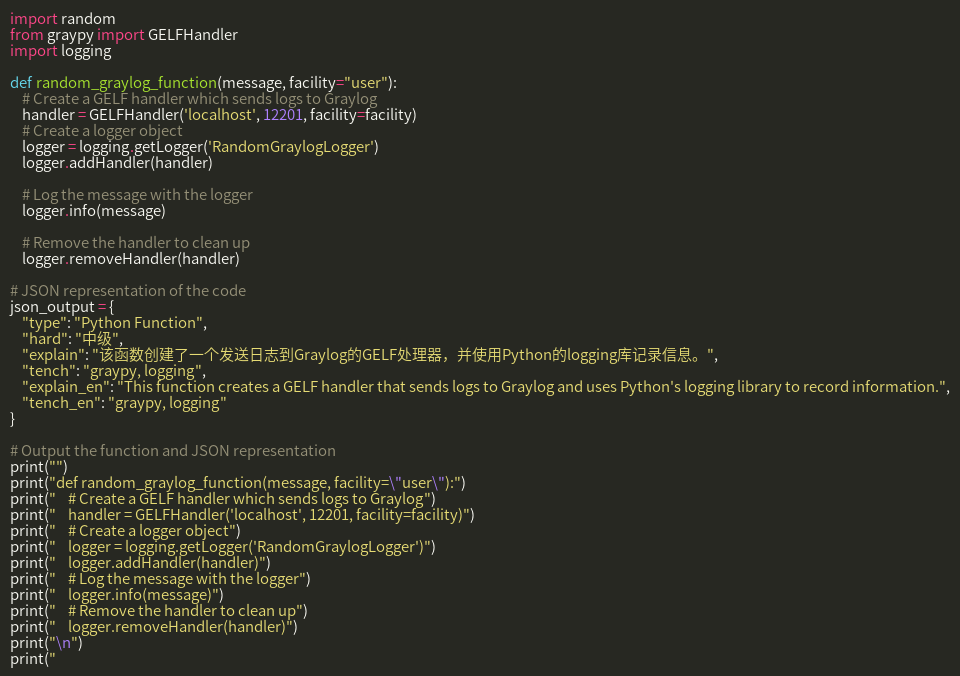 import random
from graypy import GELFHandler
import logging

def random_graylog_function(message, facility="user"):
    # Create a GELF handler which sends logs to Graylog
    handler = GELFHandler('localhost', 12201, facility=facility)
    # Create a logger object
    logger = logging.getLogger('RandomGraylogLogger')
    logger.addHandler(handler)

    # Log the message with the logger
    logger.info(message)

    # Remove the handler to clean up
    logger.removeHandler(handler)

# JSON representation of the code
json_output = {
    "type": "Python Function",
    "hard": "中级",
    "explain": "该函数创建了一个发送日志到Graylog的GELF处理器，并使用Python的logging库记录信息。",
    "tench": "graypy, logging",
    "explain_en": "This function creates a GELF handler that sends logs to Graylog and uses Python's logging library to record information.",
    "tench_en": "graypy, logging"
}

# Output the function and JSON representation
print("")
print("def random_graylog_function(message, facility=\"user\"):")
print("    # Create a GELF handler which sends logs to Graylog")
print("    handler = GELFHandler('localhost', 12201, facility=facility)")
print("    # Create a logger object")
print("    logger = logging.getLogger('RandomGraylogLogger')")
print("    logger.addHandler(handler)")
print("    # Log the message with the logger")
print("    logger.info(message)")
print("    # Remove the handler to clean up")
print("    logger.removeHandler(handler)")
print("\n")
print("